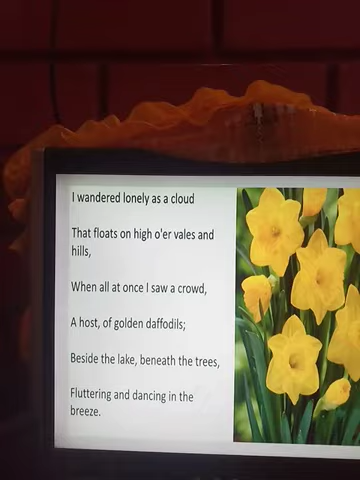 I wandered lonely as a cloud
That floats on high o'er vales and
hills,
When all at once I saw a crowd,
A host, of golden daffodils;
Beside the lake, beneath the trees,
Fluttering and dancing in the
breeze.